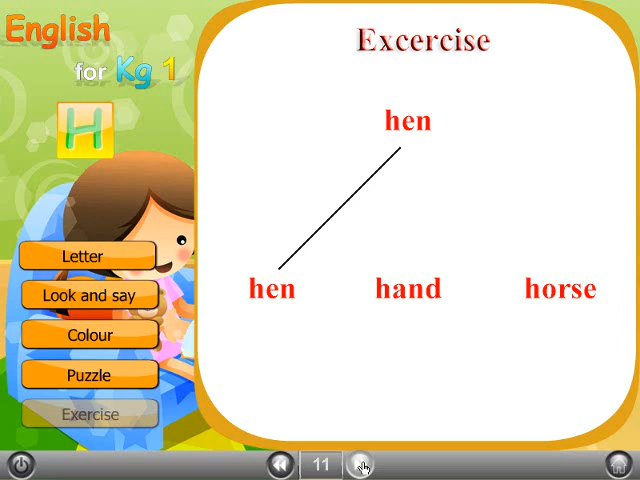 English
for Kg 1
H
Excercise
hen
hen hand horse
Letter
Look and say
Colour
Puzzle
Exercise
11